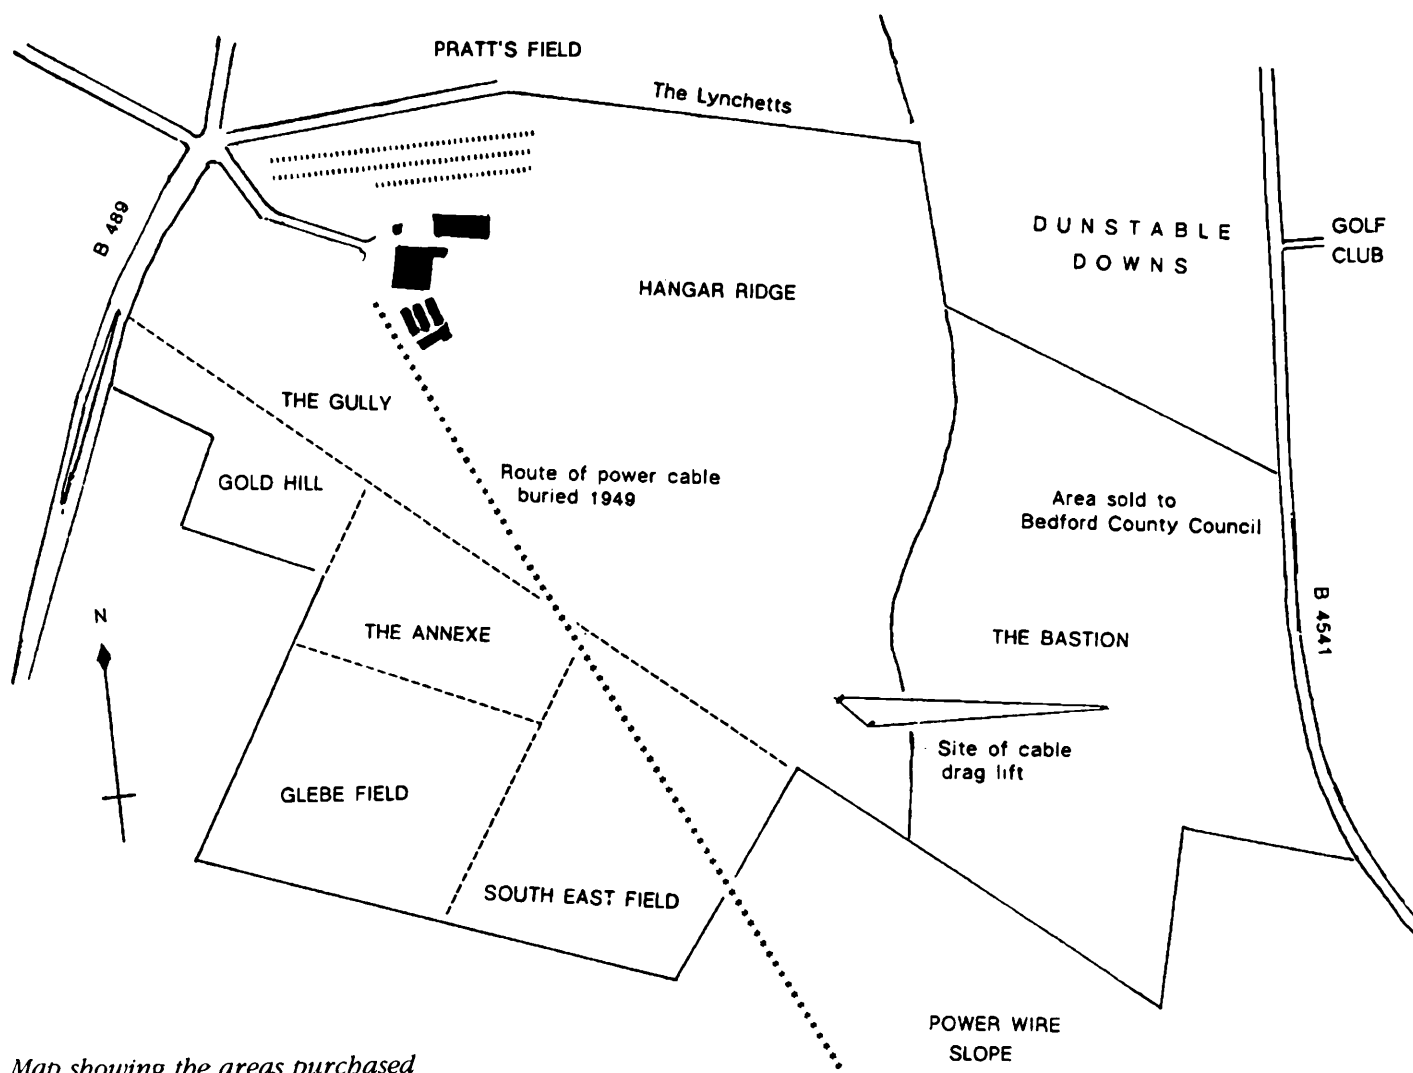 PRATT'S FIELD
The Lynchetts
B 489
DUNSTABLE
DOWNS
GOLF
CLUB
HANGAR RIDGE
THE GULLY
GOLD HILL
Route of power cable
buried 1949
Area sold to
Bedford County Council
B 4541
N
THE ANNEXE
THE BASTION
Site of cable
drag lift
GLEBE FIELD
SOUTH EAST FIELD
POWER WIRE
SLOPE
Map showing the areas purchased